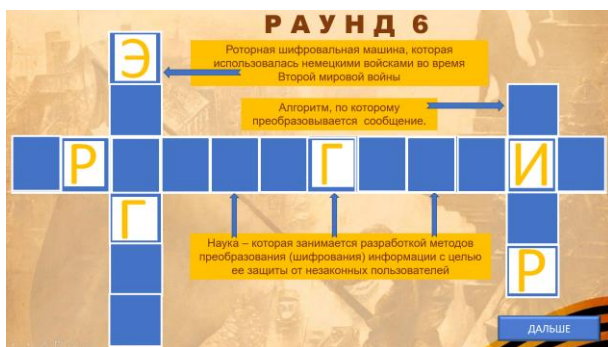 РАУНД 6
Э
Роторная шифровальная машина, которая
использовалась немецкими войсками во время
Второй мировой войны
Алгоритм, по которому
преобразовывается сообщение.
Р Г И
Г
Наука – которая занимается разработкой методов
преобразования (шифрования) информации с целью
ее защиты от незаконных пользователей
Р
ДАЛЬШЕ